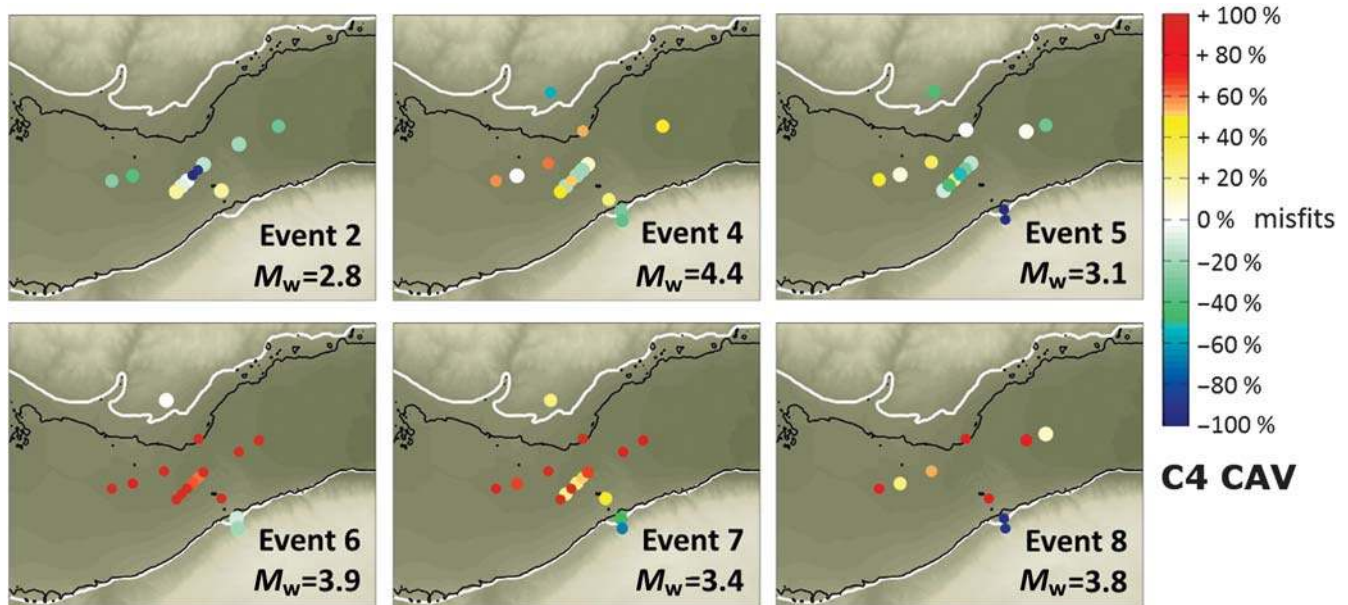 Event 2
Mw=2.8
Event 4
Mw=4.4
Event 5
Mw=3.1
Event 6
Mw=3.9
Event 7
Mw=3.4
Event 8
Mw=3.8
+ 100 %
+ 80 %
+ 60 %
+ 40 %
+ 20 %
0 % misfits
−20 %
−40 %
−60 %
−80 %
−100 %
C4 CAV